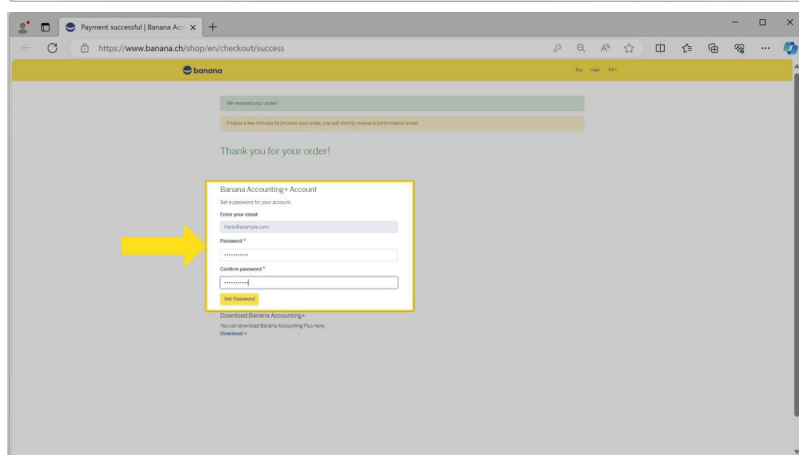 Payment successful | Banana Acc
https://www.banana.ch/shop/en/checkout/success
banana
Buy Login EN
We received your order!
It takes a few minutes to process your order, you will shortly receive a confirmation email.
Thank you for your order!
Banana Accounting+ Account
Set a password for your account.
Enter your email
frank@example.com
Password *
Confirm password *
Set Password
Download Banana Accounting+
You can download Banana Accounting Plus here
Download >